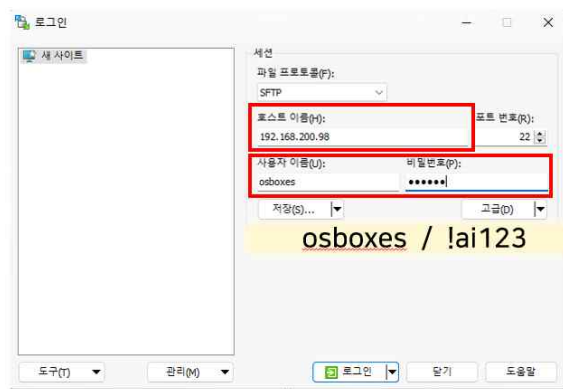 로그인
새 사이트
세션
파일 프로토콜(F):
SFTP
호스트 이름(H):
포트 번호(R):
192.168.200.98
22
사용자 이름(U):
비밀번호(P):
osboxes
••••••
저장(S)...
고급(D)
osboxes / !ai123
도구(T)
관리(M)
로그인
닫기
도움말